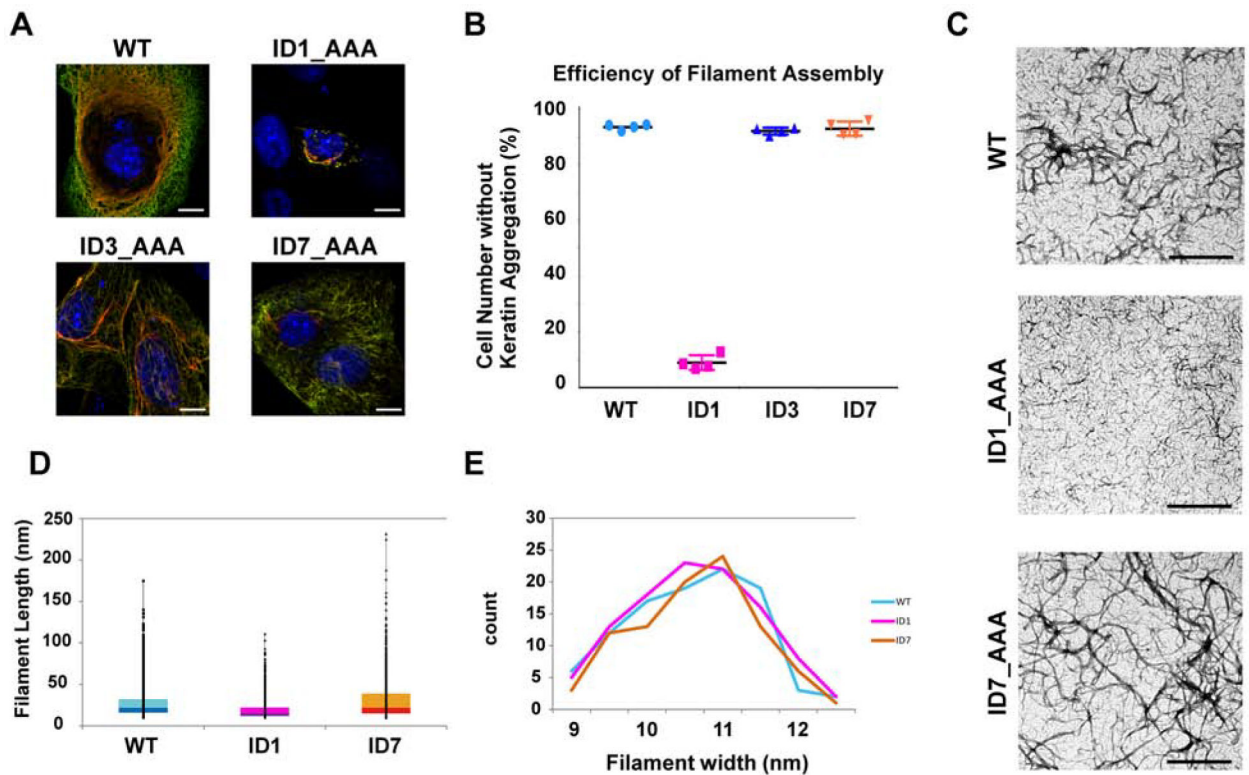 A
WT
ID1_AAA
ID3_AAA
ID7_AAA
B
Efficiency of Filament Assembly
Cell Number without
Keratin Aggregation (%)
100
80
60
40
20
0
WT ID1 ID3 ID7
C
WT
ID1_AAA
ID7_AAA
D
Filament Length (nm)
250
200
150
100
50
0
WT ID1 ID7
E
count
30
25
20
15
10
5
0
9 10 11 12
Filament width (nm)
WT
ID1
ID7